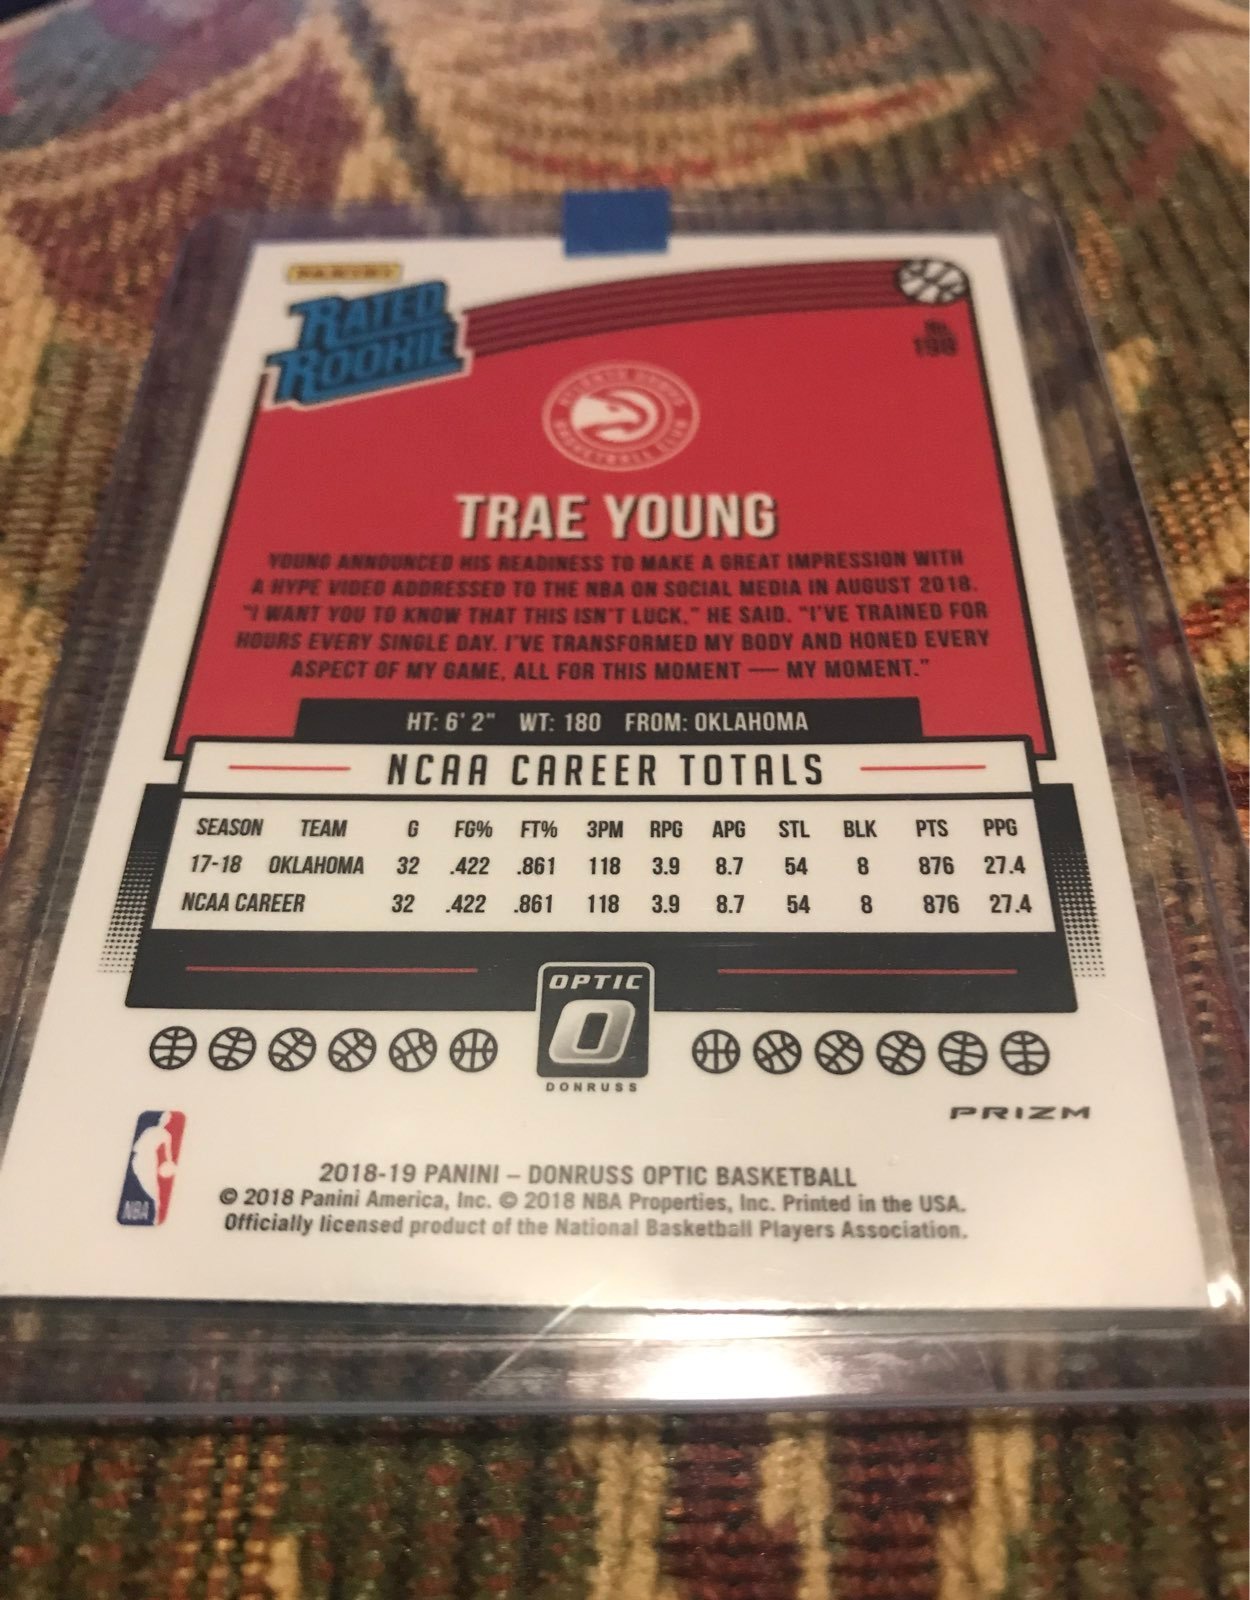 PANINI
RATED
ROOKIE
No.
198
ATLANTA HAWKS
BASKETBALL CLUB
TRAE YOUNG
YOUNG ANNOUNCED HIS READINESS TO MAKE A GREAT IMPRESSION WITH
A HYPE VIDEO ADDRESSED TO THE NBA ON SOCIAL MEDIA IN AUGUST 2018.
"I WANT YOU TO KNOW THAT THIS ISN'T LUCK," HE SAID. "I'VE TRAINED FOR
HOURS EVERY SINGLE DAY. I'VE TRANSFORMED MY BODY AND HONED EVERY
ASPECT OF MY GAME, ALL FOR THIS MOMENT — MY MOMENT."
HT: 6' 2" WT: 180 FROM: OKLAHOMA
NCAA CAREER TOTALS
SEASON TEAM G FG% FT% 3PM RPG APG STL BLK PTS PPG
17-18 OKLAHOMA 32 .422 .861 118 3.9 8.7 54 8 876 27.4
NCAA CAREER 32 .422 .861 118 3.9 8.7 54 8 876 27.4
OPTIC
O
DONRUSS
PRIZM
NBA
2018-19 PANINI – DONRUSS OPTIC BASKETBALL
© 2018 Panini America, Inc. © 2018 NBA Properties, Inc. Printed in the USA.
Officially licensed product of the National Basketball Players Association.